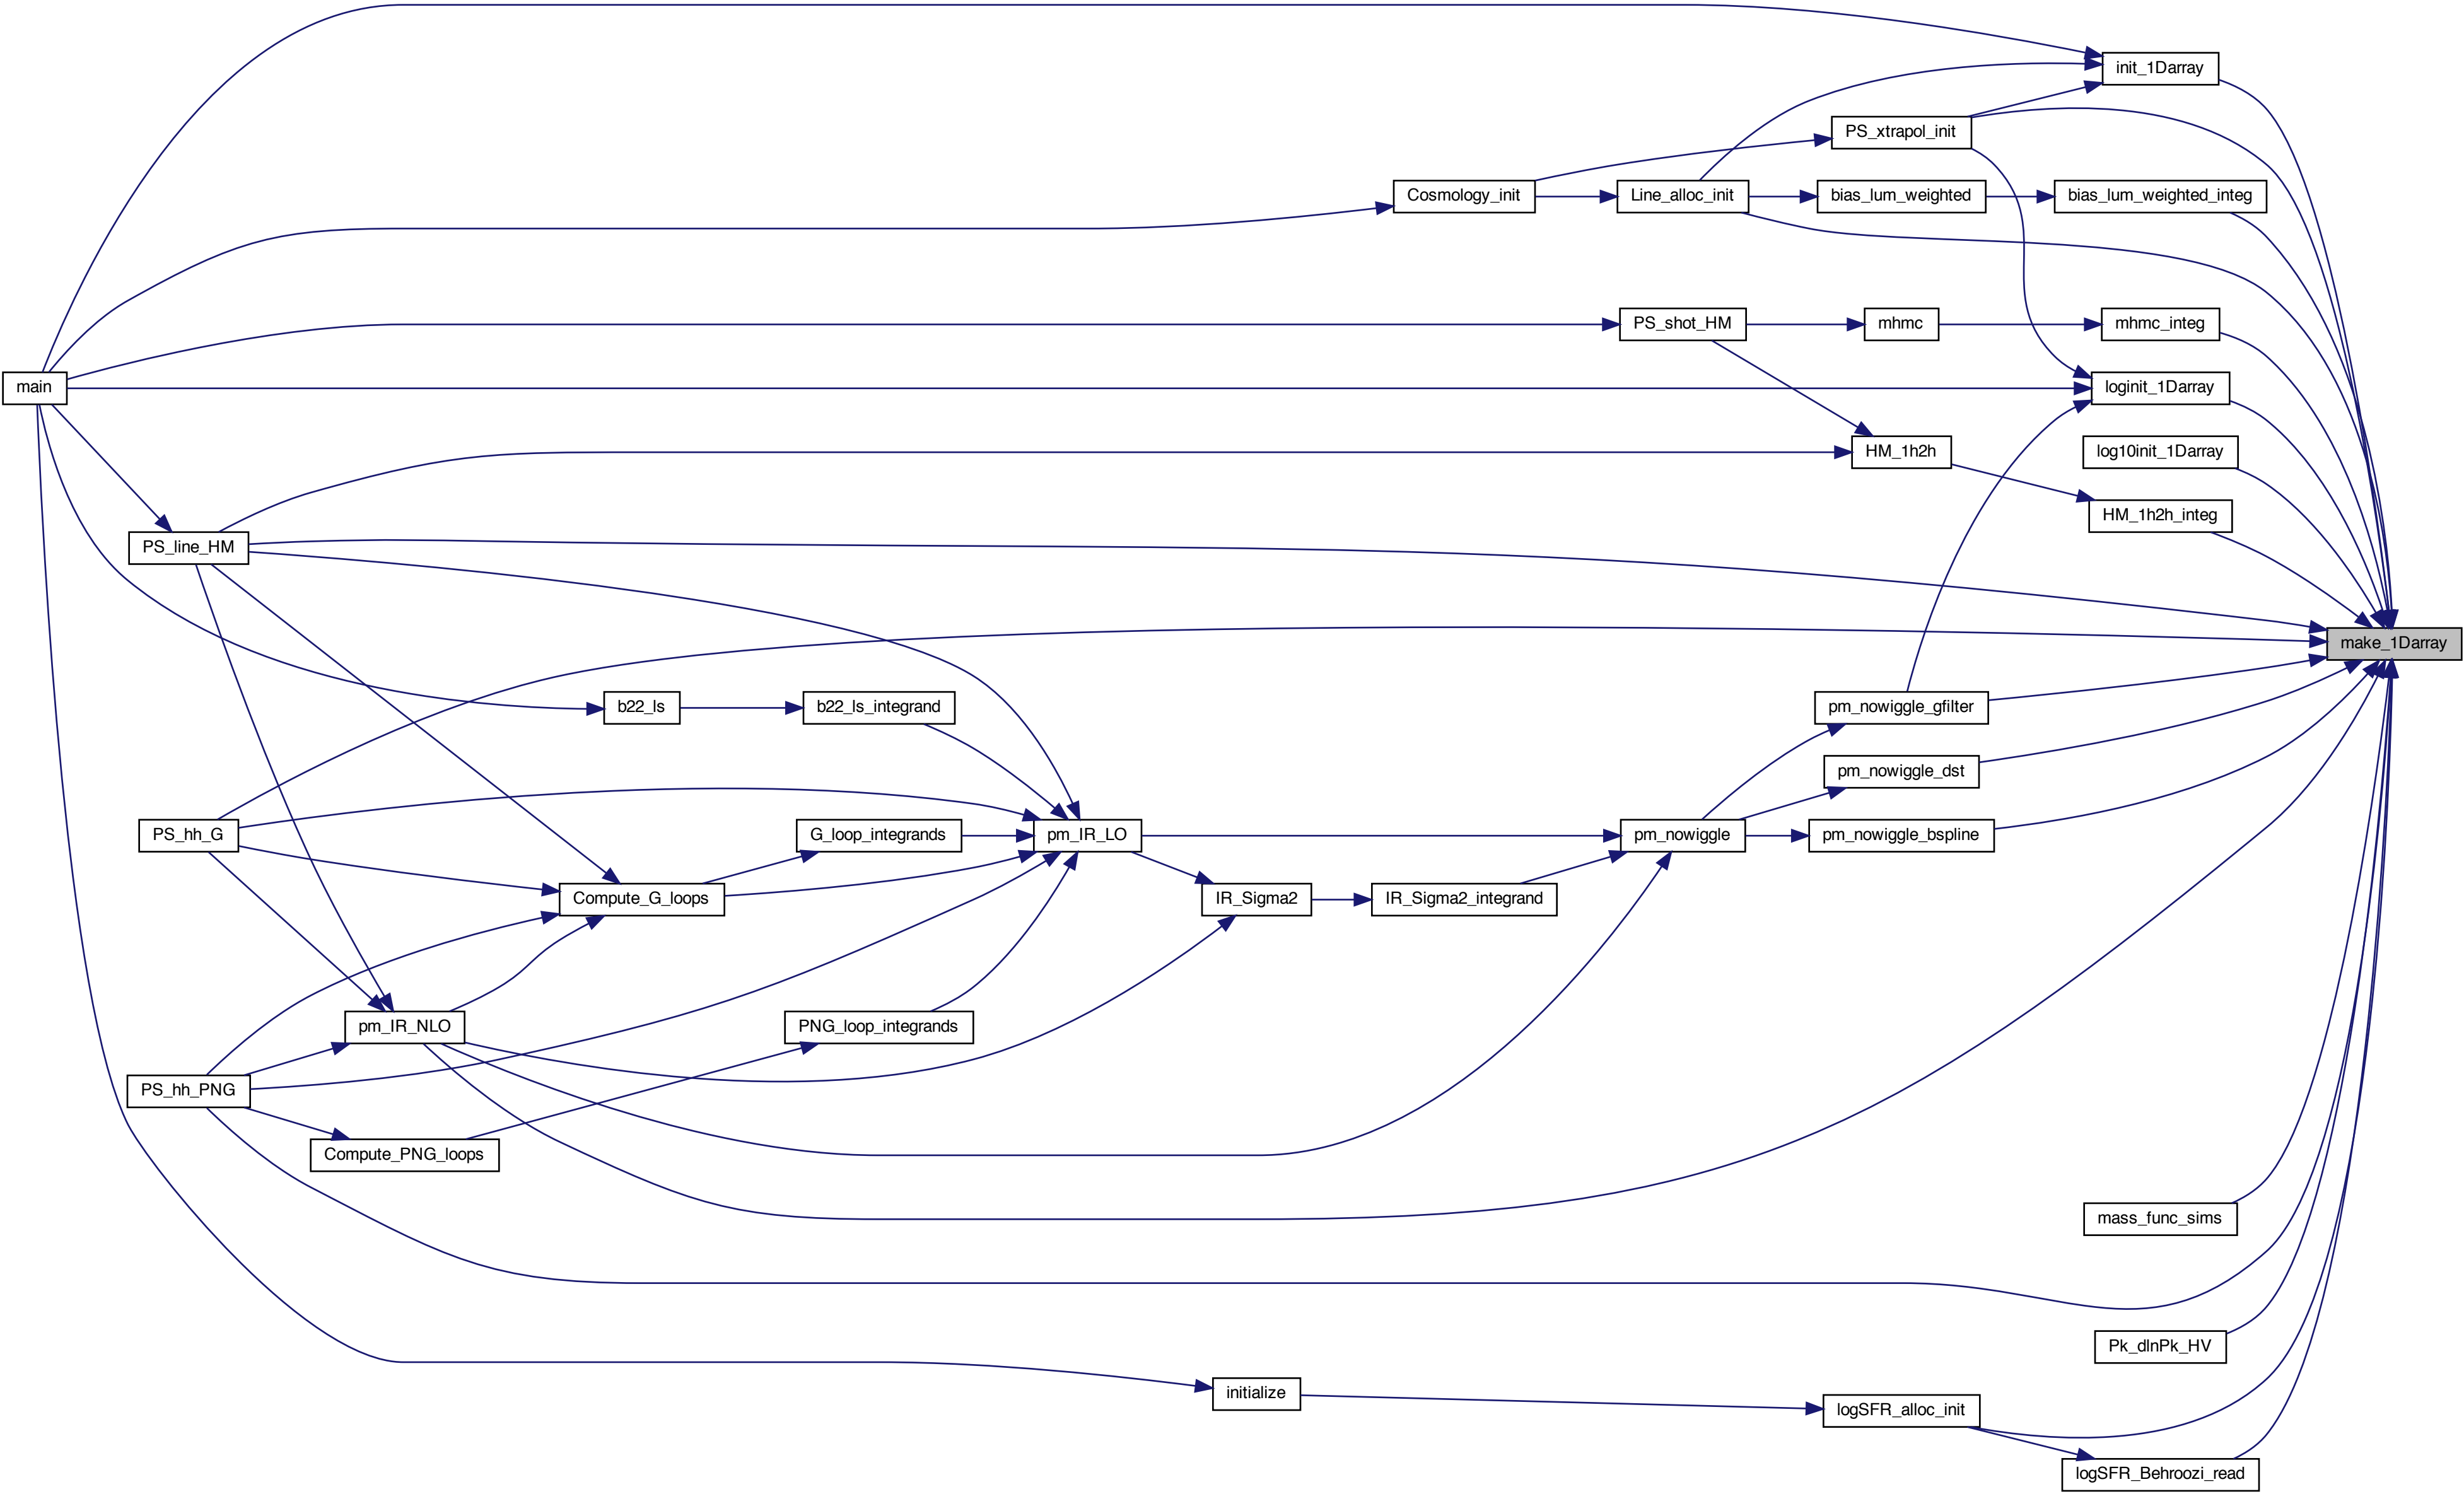 init_1Darray
PS_xtrapol_init
Cosmology_init
Line_alloc_init
bias_lum_weighted
bias_lum_weighted_integ
PS_shot_HM
mhmc
mhmc_integ
main
loginit_1Darray
HM_1h2h
log10init_1Darray
HM_1h2h_integ
PS_line_HM
make_1Darray
b22_ls
b22_ls_integrand
pm_nowiggle_gfilter
pm_nowiggle_dst
PS_hh_G
G_loop_integrands
pm_IR_LO
pm_nowiggle
pm_nowiggle_bspline
Compute_G_loops
IR_Sigma2
IR_Sigma2_integrand
pm_IR_NLO
PNG_loop_integrands
PS_hh_PNG
Compute_PNG_loops
mass_func_sims
Pk_dlnPk_HV
initialize
logSFR_alloc_init
logSFR_Behroozi_read